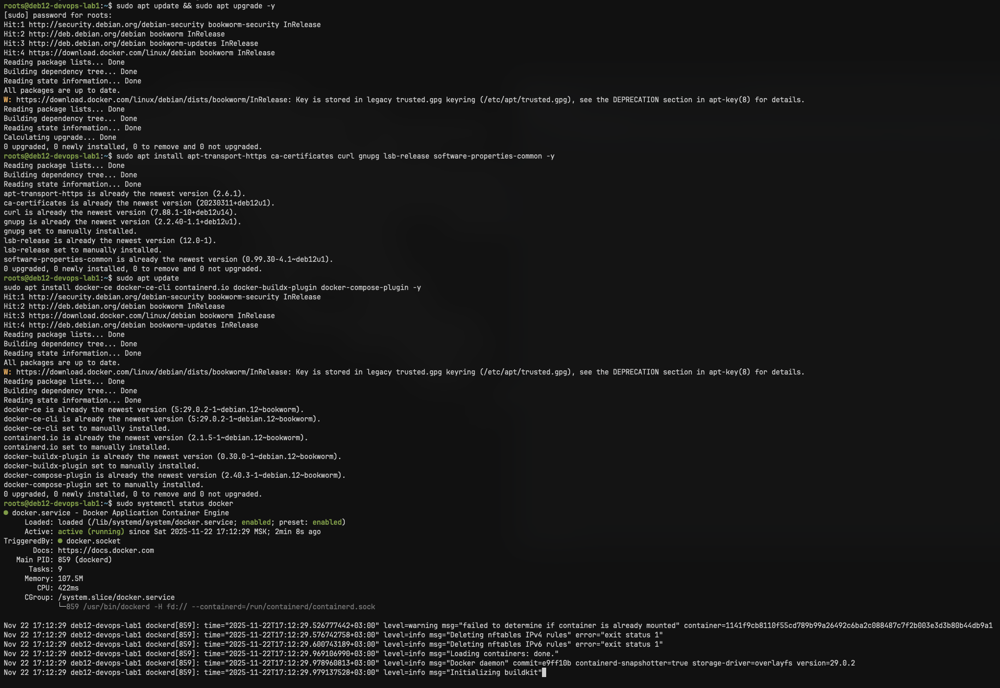 roots@deb12-devops-lab1:~$ sudo apt update && sudo apt upgrade -y
[sudo] password for roots:
Hit:1 http://security.debian.org/debian-security bookworm-security InRelease
Hit:2 http://deb.debian.org/debian bookworm InRelease
Hit:3 http://deb.debian.org/debian bookworm-updates InRelease
Hit:4 https://download.docker.com/linux/debian bookworm InRelease
Reading package lists... Done
Building dependency tree... Done
Reading state information... Done
All packages are up to date.
W: https://download.docker.com/linux/debian/dists/bookworm/InRelease: Key is stored in legacy trusted.gpg keyring (/etc/apt/trusted.gpg), see the DEPRECATION section in apt-key(8) for details.
Reading package lists... Done
Building dependency tree... Done
Reading state information... Done
Calculating upgrade... Done
0 upgraded, 0 newly installed, 0 to remove and 0 not upgraded.
roots@deb12-devops-lab1:~$ sudo apt install apt-transport-https ca-certificates curl gnupg lsb-release software-properties-common -y
Reading package lists... Done
Building dependency tree... Done
Reading state information... Done
apt-transport-https is already the newest version (2.6.1).
ca-certificates is already the newest version (20230311+deb12u1).
curl is already the newest version (7.88.1-10+deb12u14).
gnupg is already the newest version (2.2.40-1.1+deb12u1).
gnupg set to manually installed.
lsb-release is already the newest version (12.0-1).
lsb-release set to manually installed.
software-properties-common is already the newest version (0.99.30-4.1~deb12u1).
0 upgraded, 0 newly installed, 0 to remove and 0 not upgraded.
roots@deb12-devops-lab1:~$ sudo apt update
sudo apt install docker-ce docker-ce-cli containerd.io docker-buildx-plugin docker-compose-plugin -y
Hit:1 http://security.debian.org/debian-security bookworm-security InRelease
Hit:2 http://deb.debian.org/debian bookworm InRelease
Hit:3 https://download.docker.com/linux/debian bookworm InRelease
Hit:4 http://deb.debian.org/debian bookworm-updates InRelease
Reading package lists... Done
Building dependency tree... Done
Reading state information... Done
All packages are up to date.
W: https://download.docker.com/linux/debian/dists/bookworm/InRelease: Key is stored in legacy trusted.gpg keyring (/etc/apt/trusted.gpg), see the DEPRECATION section in apt-key(8) for details.
Reading package lists... Done
Building dependency tree... Done
Reading state information... Done
docker-ce is already the newest version (5:29.0.2-1~debian.12~bookworm).
docker-ce-cli is already the newest version (5:29.0.2-1~debian.12~bookworm).
docker-ce-cli set to manually installed.
containerd.io is already the newest version (2.1.5-1~debian.12~bookworm).
containerd.io set to manually installed.
docker-buildx-plugin is already the newest version (0.30.0-1~debian.12~bookworm).
docker-buildx-plugin set to manually installed.
docker-compose-plugin is already the newest version (2.40.3-1~debian.12~bookworm).
docker-compose-plugin set to manually installed.
0 upgraded, 0 newly installed, 0 to remove and 0 not upgraded.
roots@deb12-devops-lab1:~$ sudo systemctl status docker
● docker.service - Docker Application Container Engine
Loaded: loaded (/lib/systemd/system/docker.service; enabled; preset: enabled)
Active: active (running) since Sat 2025-11-22 17:12:29 MSK; 2min 8s ago
TriggeredBy: ● docker.socket
Docs: https://docs.docker.com
Main PID: 859 (dockerd)
Tasks: 9
Memory: 107.5M
CPU: 422ms
CGroup: /system.slice/docker.service
└─859 /usr/bin/dockerd -H fd:// --containerd=/run/containerd/containerd.sock
Nov 22 17:12:29 deb12-devops-lab1 dockerd[859]: time="2025-11-22T17:12:29.526777442+03:00" level=warning msg="failed to determine if container is already mounted" container=1141f9cb8110f55cd789b99a26492c6ba2c088487c7f2b003e3d3b80b44db9a1
Nov 22 17:12:29 deb12-devops-lab1 dockerd[859]: time="2025-11-22T17:12:29.576742758+03:00" level=info msg="Deleting nftables IPv4 rules" error="exit status 1"
Nov 22 17:12:29 deb12-devops-lab1 dockerd[859]: time="2025-11-22T17:12:29.600743189+03:00" level=info msg="Deleting nftables IPv6 rules" error="exit status 1"
Nov 22 17:12:29 deb12-devops-lab1 dockerd[859]: time="2025-11-22T17:12:29.969106990+03:00" level=info msg="Loading containers: done."
Nov 22 17:12:29 deb12-devops-lab1 dockerd[859]: time="2025-11-22T17:12:29.978960813+03:00" level=info msg="Docker daemon" commit=e9ff10b containerd-snapshotter=true storage-driver=overlayfs version=29.0.2
Nov 22 17:12:29 deb12-devops-lab1 dockerd[859]: time="2025-11-22T17:12:29.979137528+03:00" level=info msg="Initializing buildkit"